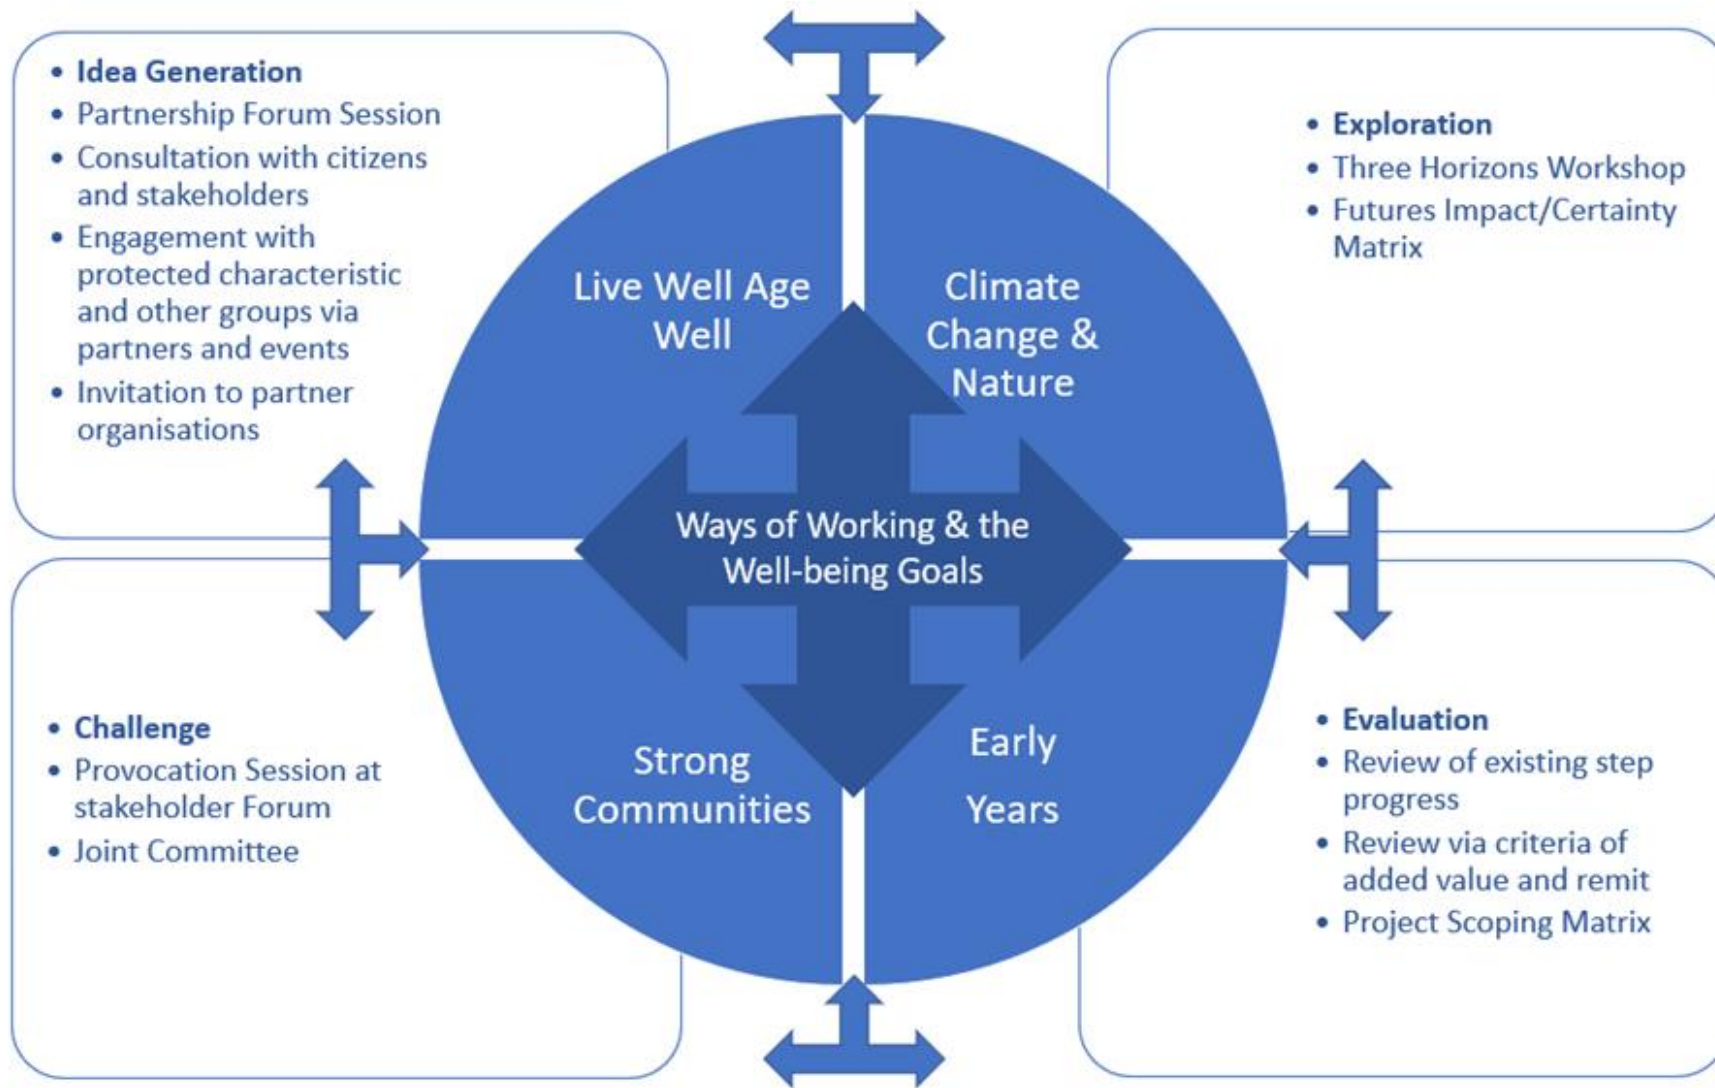 • Idea Generation
• Partnership Forum Session
• Consultation with citizens
and stakeholders
• Engagement with
protected characteristic
and other groups via
partners and events
• Invitation to partner
organisations
• Exploration
• Three Horizons Workshop
• Futures Impact/Certainty
Matrix
Live Well Age
Well
Climate
Change &
Nature
Ways of Working & the
Well-being Goals
Strong
Communities
Early
Years
• Challenge
• Provocation Session at
stakeholder Forum
• Joint Committee
• Evaluation
• Review of existing step
progress
• Review via criteria of
added value and remit
• Project Scoping Matrix